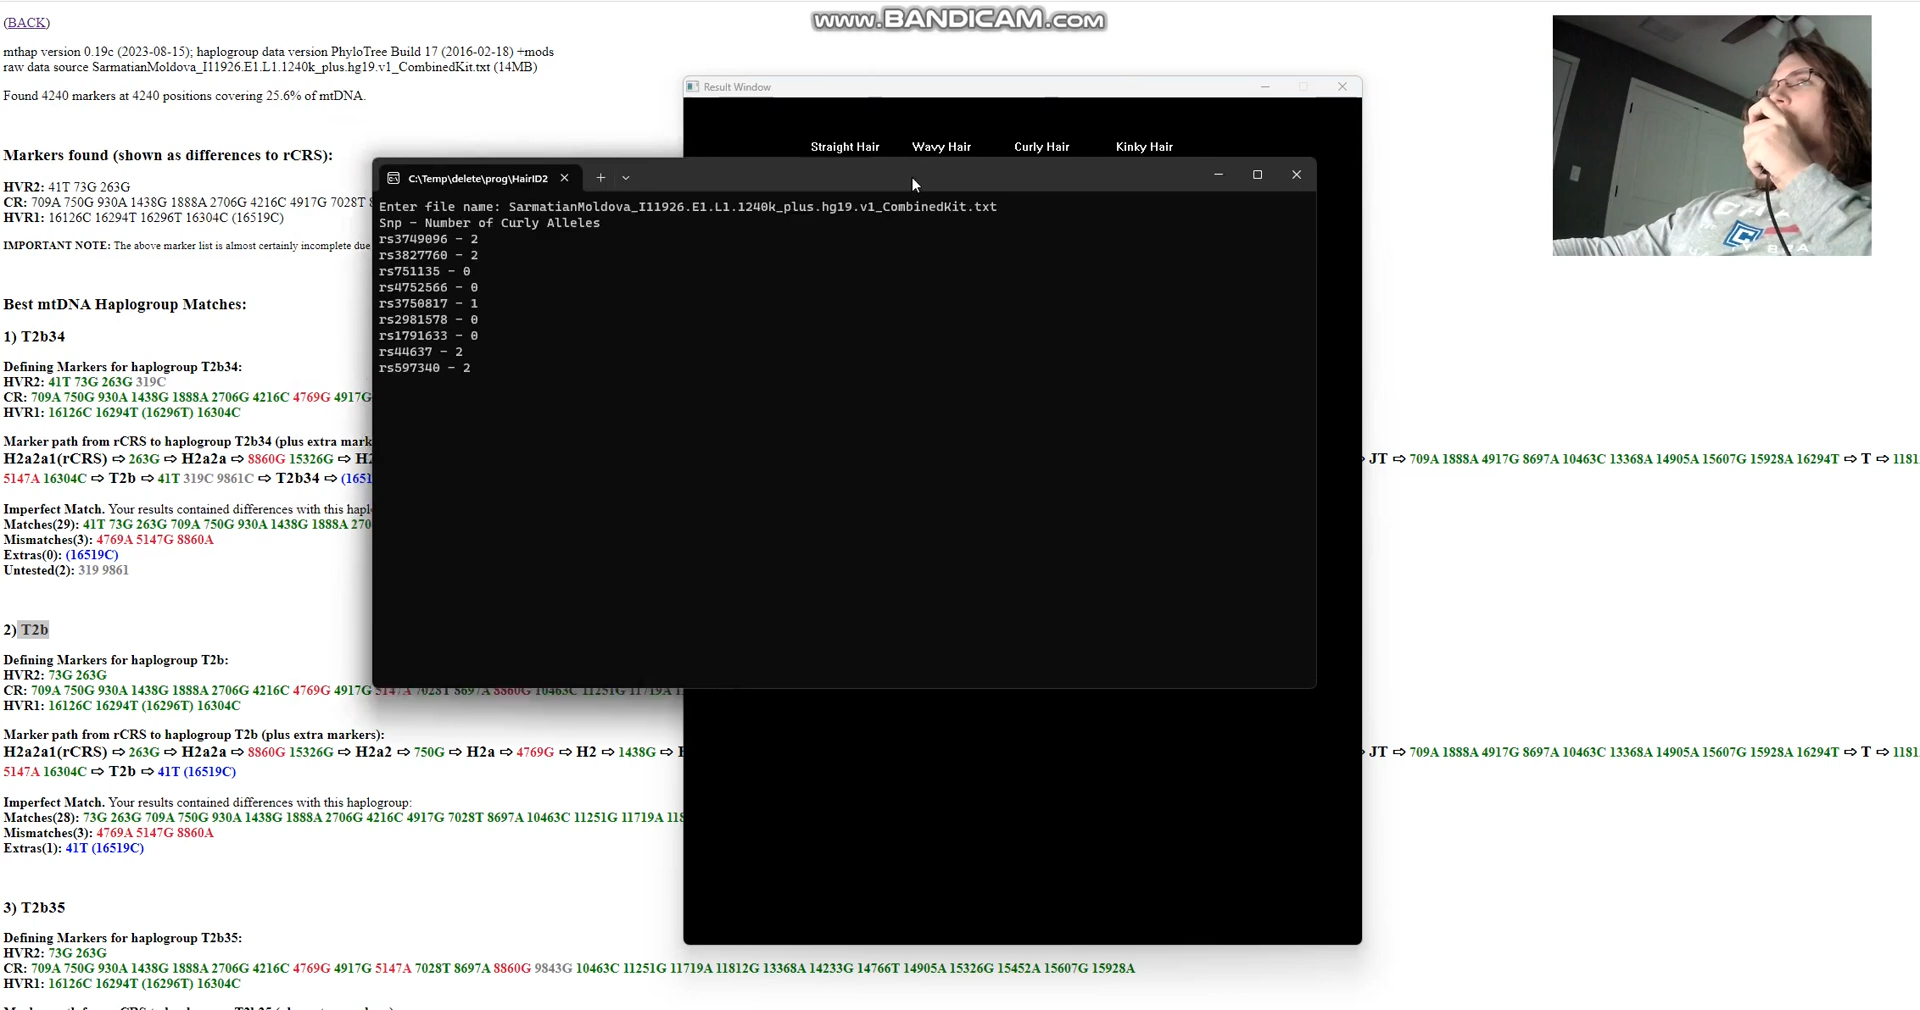 www.BANDICAM.com
(BACK)
mthap version 0.19c (2023-08-15); haplogroup data version PhyloTree Build 17 (2016-02-18) +mods
raw data source SarmatianMoldova_I11926.E1.L1.1240k_plus.hg19.v1_CombinedKit.txt (14MB)
Found 4240 markers at 4240 positions covering 25.6% of mtDNA.
Markers found (shown as differences to rCRS):
HVR2: 41T 73G 263G
CR: 709A 750G 930A 1438G 1888A 2706G 4216C 4917G 7028T
HVR1: 16126C 16294T 16296T 16304C (16519C)
IMPORTANT NOTE: The above marker list is almost certainly incomplete due
Best mtDNA Haplogroup Matches:
1) T2b34
Defining Markers for haplogroup T2b34:
HVR2: 41T 73G 263G 319C
CR: 709A 750G 930A 1438G 1888A 2706G 4216C 4769G 4917G
HVR1: 16126C 16294T (16296T) 16304C
Marker path from rCRS to haplogroup T2b34 (plus extra mark
H2a2a1(rCRS) ⇨ 263G ⇨ H2a2a ⇨ 8860G 15326G ⇨ JT ⇨ 709A 1888A 4917G 8697A 10463C 13368A 14905A 15607G 15928A 16294T ⇨ T ⇨ 1181
5147A 16304C ⇨ T2b ⇨ 41T 319C 9861C ⇨ T2b34 ⇨ (1651
Imperfect Match. Your results contained differences with this hapl
Matches(29): 41T 73G 263G 709A 750G 930A 1438G 1888A 270
Mismatches(3): 4769A 5147G 8860A
Extras(0): (16519C)
Untested(2): 319 9861
2) T2b
Defining Markers for haplogroup T2b:
HVR2: 73G 263G
CR: 709A 750G 930A 1438G 1888A 2706G 4216C 4769G 4917G 5147A 7028T 8697A 8860G 10463C 11251G 11719A
HVR1: 16126C 16294T (16296T) 16304C
Marker path from rCRS to haplogroup T2b (plus extra markers):
H2a2a1(rCRS) ⇨ 263G ⇨ H2a2a ⇨ 8860G 15326G ⇨ H2a2 ⇨ 750G ⇨ H2a ⇨ 4769G ⇨ H2 ⇨ 1438G ⇨ JT ⇨ 709A 1888A 4917G 8697A 10463C 13368A 14905A 15607G 15928A 16294T ⇨ T ⇨ 1181
5147A 16304C ⇨ T2b ⇨ 41T (16519C)
Imperfect Match. Your results contained differences with this haplogroup:
Matches(28): 73G 263G 709A 750G 930A 1438G 1888A 2706G 4216C 4917G 7028T 8697A 10463C 11251G 11719A 118
Mismatches(3): 4769A 5147G 8860A
Extras(1): 41T (16519C)
3) T2b35
Defining Markers for haplogroup T2b35:
HVR2: 73G 263G
CR: 709A 750G 930A 1438G 1888A 2706G 4216C 4769G 4917G 5147A 7028T 8697A 8860G 9843G 10463C 11251G 11719A 11812G 13368A 14233G 14766T 14905A 15326G 15452A 15607G 15928A
HVR1: 16126C 16294T (16296T) 16304C
Result Window
Straight Hair Wavy Hair Curly Hair Kinky Hair
C:\Temp\delete\prog\HairID2
Enter file name: SarmatianMoldova_I11926.E1.L1.1240k_plus.hg19.v1_CombinedKit.txt
Snp - Number of Curly Alleles
rs3749096 - 2
rs3827760 - 2
rs751135 - 0
rs4752566 - 0
rs3750817 - 1
rs2981578 - 0
rs1791633 - 0
rs44637 - 2
rs597340 - 2